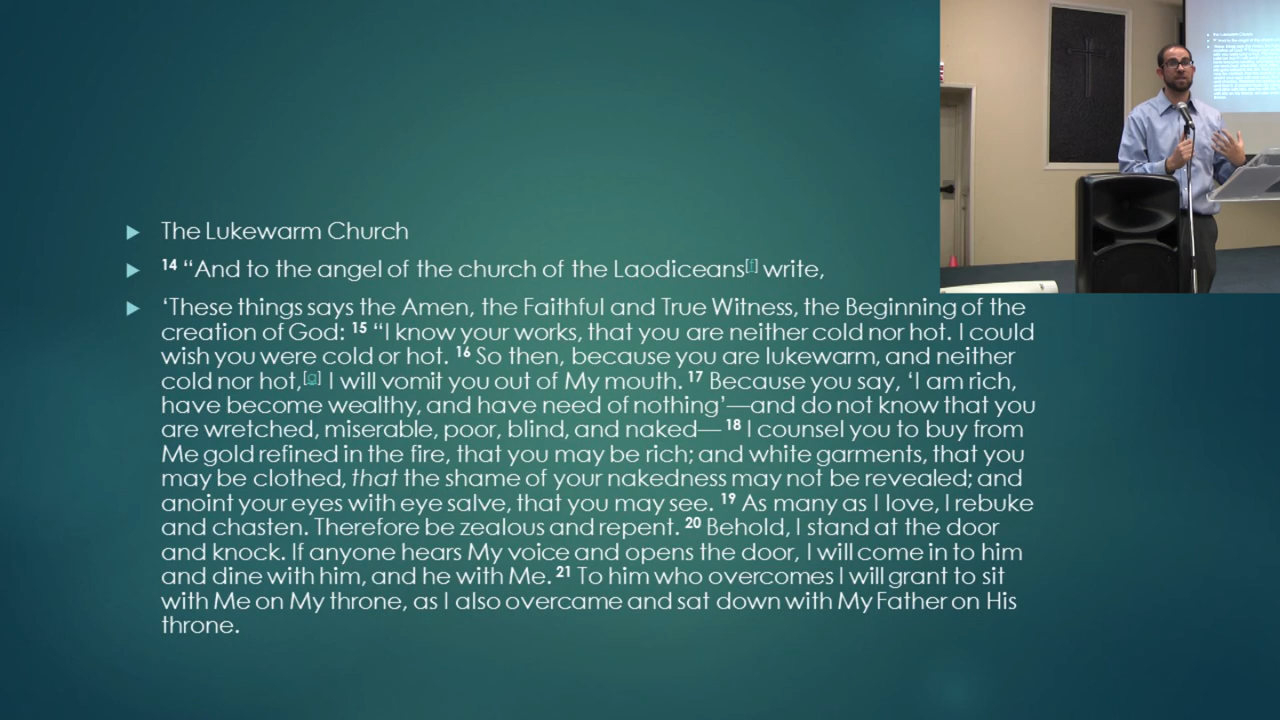 The Lukewarm Church
14 “And to the angel of the church of the Laodiceans[f] write,
‘These things says the Amen, the Faithful and True Witness, the Beginning of the
creation of God: 15 “I know your works, that you are neither cold nor hot. I could
wish you were cold or hot. 16 So then, because you are lukewarm, and neither
cold nor hot,[g] I will vomit you out of My mouth. 17 Because you say, ‘I am rich,
have become wealthy, and have need of nothing’—and do not know that you
are wretched, miserable, poor, blind, and naked— 18 I counsel you to buy from
Me gold refined in the fire, that you may be rich; and white garments, that you
may be clothed, that the shame of your nakedness may not be revealed; and
anoint your eyes with eye salve, that you may see. 19 As many as I love, I rebuke
and chasten. Therefore be zealous and repent. 20 Behold, I stand at the door
and knock. If anyone hears My voice and opens the door, I will come in to him
and dine with him, and he with Me. 21 To him who overcomes I will grant to sit
with Me on My throne, as I also overcame and sat down with My Father on His
throne.